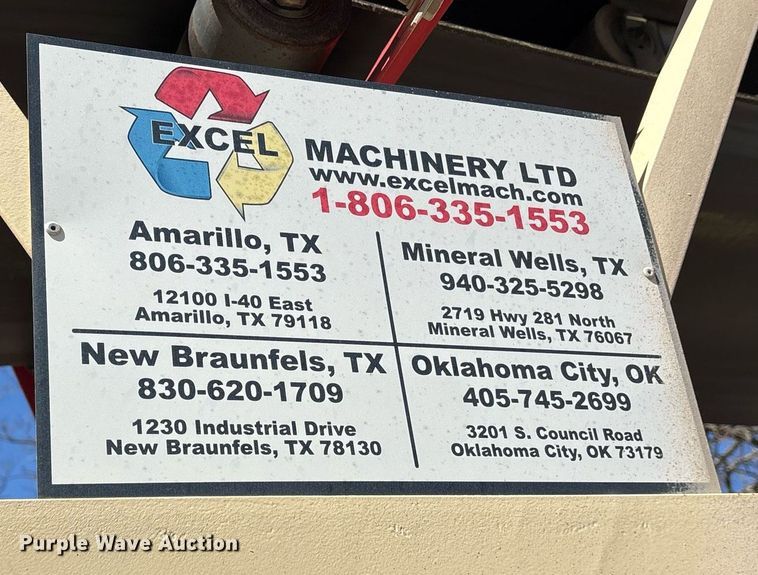 EXCEL
MACHINERY LTD
www.excelmach.com
1-806-335-1553
Amarillo, TX
806-335-1553
12100 I-40 East
Amarillo, TX 79118
Mineral Wells, TX
940-325-5298
2719 Hwy 281 North
Mineral Wells, TX 76067
New Braunfels, TX
830-620-1709
1230 Industrial Drive
New Braunfels, TX 78130
Oklahoma City, OK
405-745-2699
3201 S. Council Road
Oklahoma City, OK 73179
Purple Wave Auction